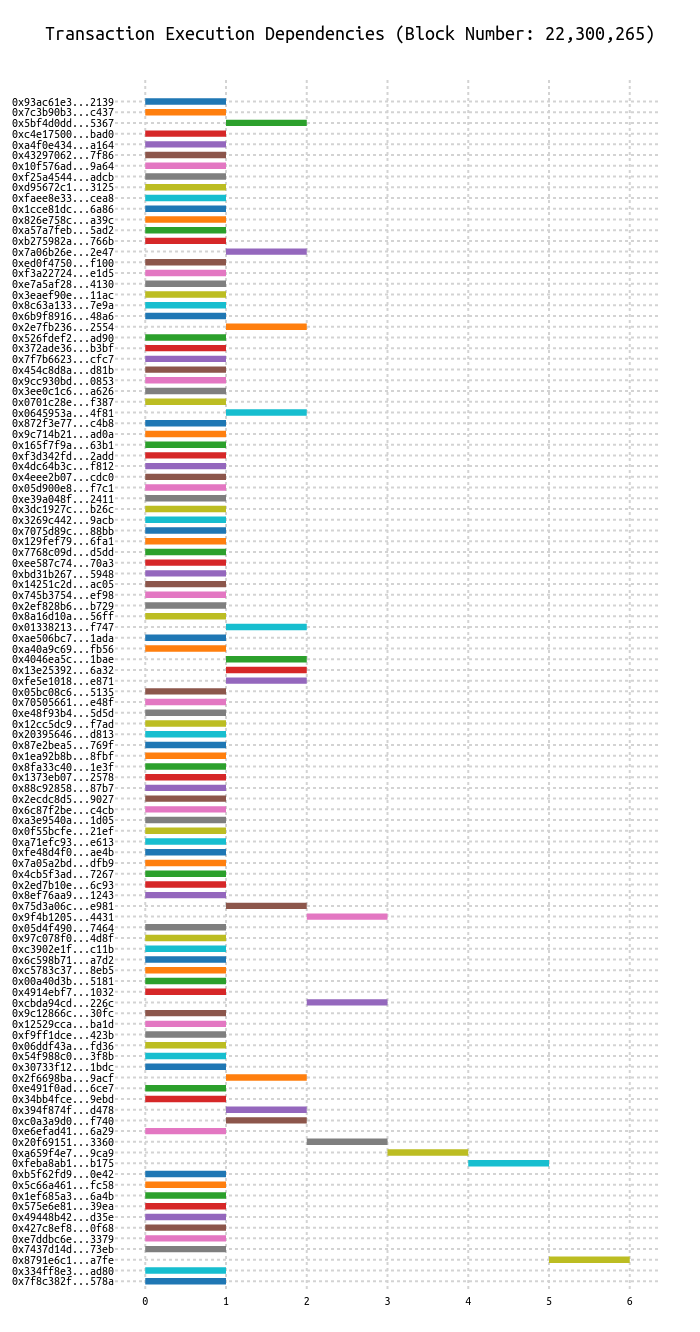 Transaction Execution Dependencies (Block Number: 22,300,265)
0x93ac61e3...2139
0x7c3b90b3...c437
0x5bf4d0dd...5367
0xc4e17500...bad0
0xa4f0e434...a164
0x43297062...7f86
0x10f576ad...9a64
0xf25a4544...adcb
0xd95672c1...3125
0xfaee8e33...cea8
0x1cce81dc...6a86
0x826e758c...a39c
0xa57a7feb...5ad2
0xb275982a...766b
0x7a06b26e...2e47
0xed0f4750...f100
0xf3a22724...e1d5
0xe7a5af28...4130
0x3eaef90e...11ac
0x8c63a133...7e9a
0x6b9f8916...48a6
0x2e7fb236...2554
0x526fdef2...ad90
0x372ade36...b3bf
0x7f7b6623...cfc7
0x454c8d8a...d81b
0x9cc930bd...0853
0x3ee0c1c6...a626
0x0701c28e...f387
0x0645953a...4f81
0x872f3e77...c4b8
0x9c714b21...ad0a
0x165f7f9a...63b1
0xf3d342fd...2add
0x4dc64b3c...f812
0x4eee2b07...cdc0
0x05d900e8...f7c1
0xe39a048f...2411
0x3dc1927c...b26c
0x3269c442...9acb
0x7075d89c...88bb
0x129fef79...6fa1
0x7768c09d...d5dd
0xee587c74...70a3
0xbd31b267...5948
0x14251c2d...ac05
0x745b3754...ef98
0x2ef828b6...b729
0x8a16d10a...56ff
0x01338213...f747
0xae506bc7...1ada
0xa40a9c69...fb56
0x4046ea5c...1bae
0x13e25392...6a32
0xfe5e1018...e871
0x05bc08c6...5135
0x70505661...e48f
0xe48f93b4...5d5d
0x12cc5dc9...f7ad
0x20395646...d813
0x87e2bea5...769f
0x1ea92b8b...8fbf
0x8fa33c40...1e3f
0x1373eb07...2578
0x88c92858...87b7
0x2ecdc8d5...9027
0x6c87f2be...c4cb
0xa3e9540a...1d05
0x0f55bcfe...21ef
0xa71efc93...e613
0xfe48d4f0...ae4b
0x7a05a2bd...dfb9
0x4cb5f3ad...7267
0x2ed7b10e...6c93
0x8ef76aa9...1243
0x75d3a06c...e981
0x9f4b1205...4431
0x05d4f490...7464
0x97c078f0...4d8f
0xc3902e1f...c11b
0x6c598b71...a7d2
0xc5783c37...8eb5
0x00a40d3b...5181
0x4914ebf7...1032
0xcbda94cd...226c
0x9c12866c...30fc
0x12529cca...ba1d
0xf9ff1dce...423b
0x06ddf43a...fd36
0x54f988c0...3f8b
0x30733f12...1bdc
0x2f6698ba...9acf
0xe491f0ad...6ce7
0x34bb4fce...9ebd
0x394f874f...d478
0xc0a3a9d0...f740
0xe6efad41...6a29
0x20f69151...3360
0xa659f4e7...9ca9
0xfeba8ab1...b175
0xb5f62fd9...0e42
0x5c66a461...fc58
0x1ef685a3...6a4b
0x575e6e81...39ea
0x49448b42...d35e
0x427c8ef8...0f68
0xe7ddbc6e...3379
0x7437d14d...73eb
0x8791e6c1...a7fe
0x334ff8e3...ad80
0x7f8c382f...578a
0 1 2 3 4 5 6